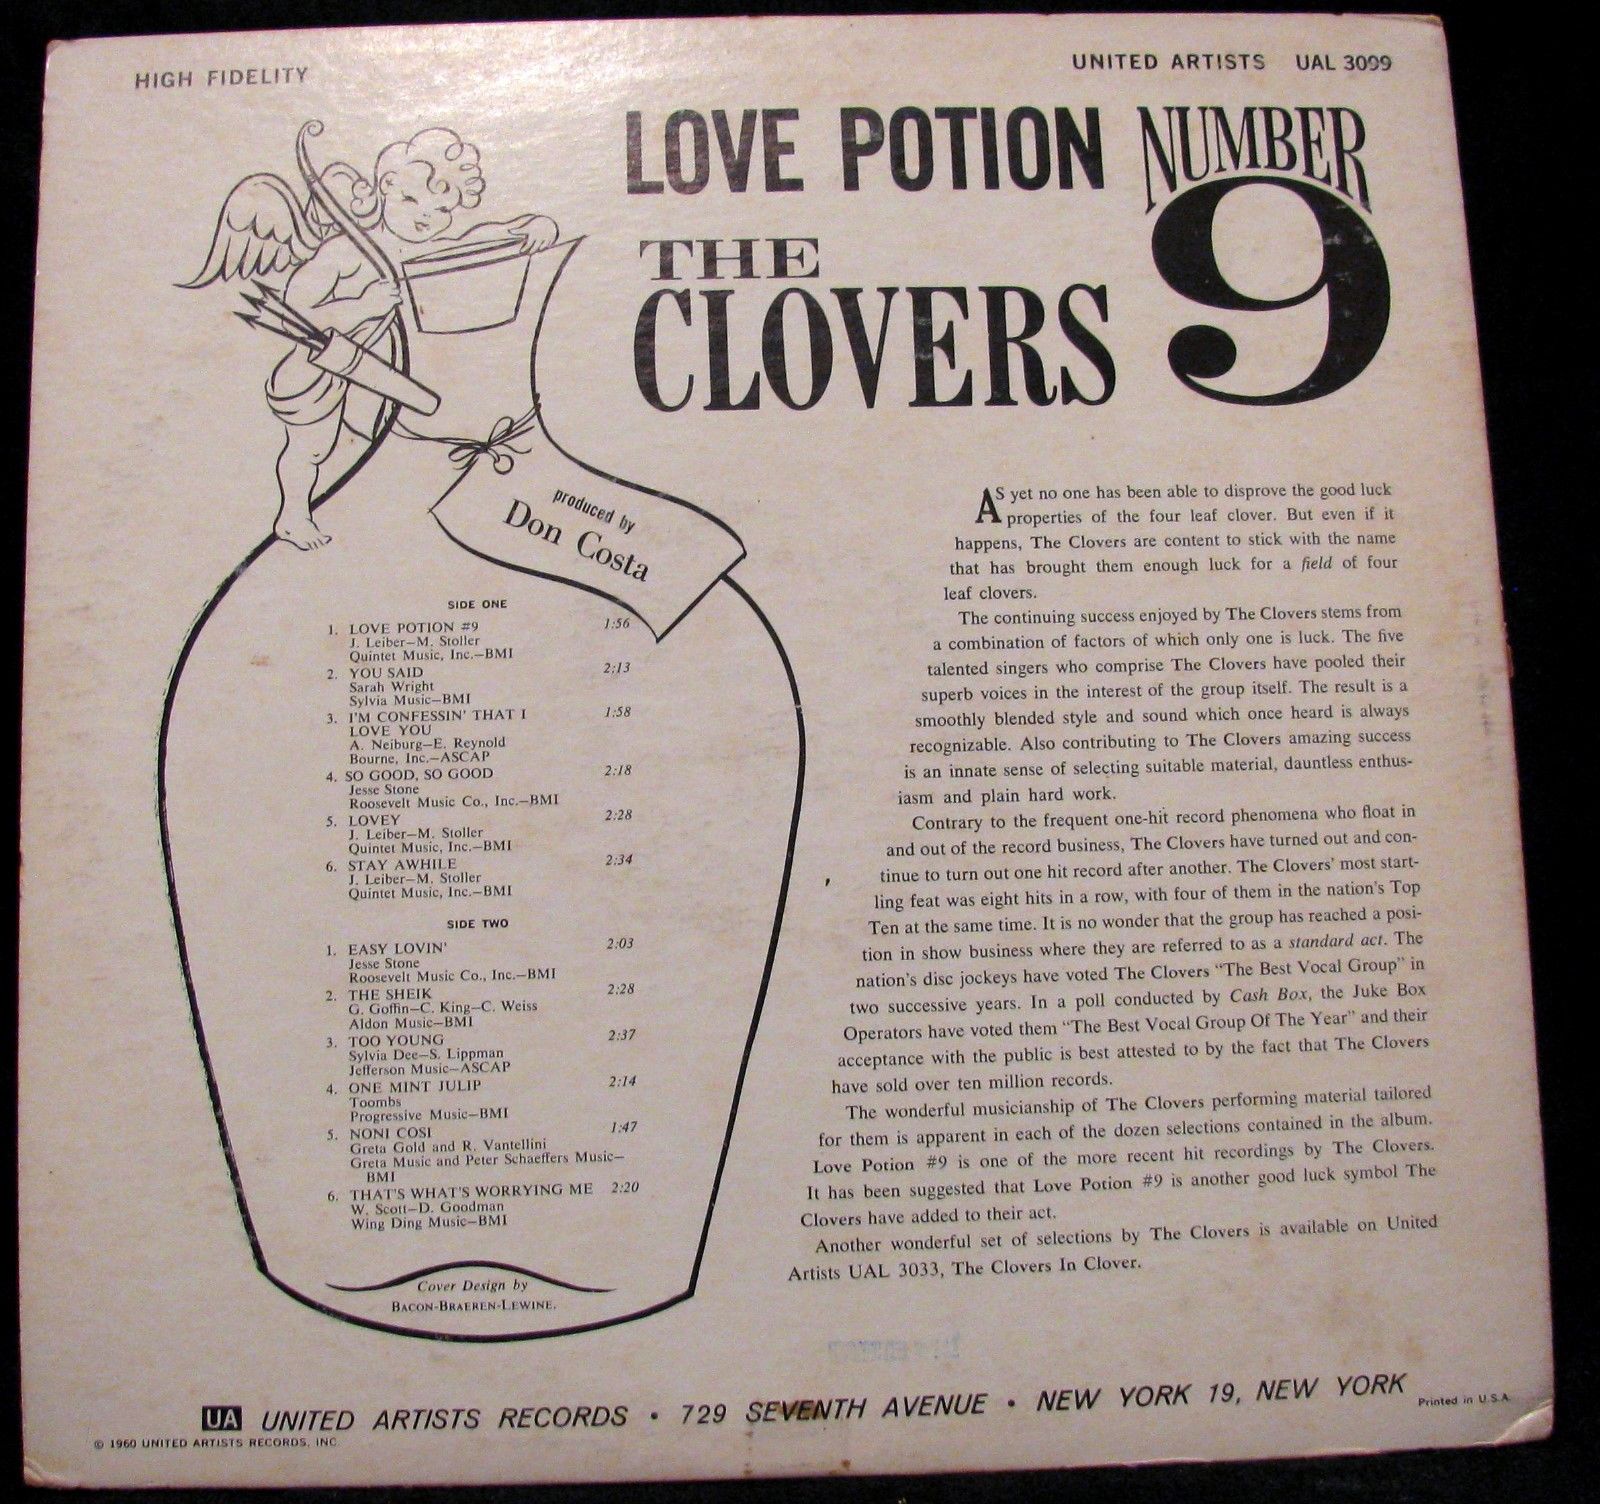 HIGH FIDELITY
UNITED ARTISTS UAL 3099
LOVE POTION NUMBER 9
THE
CLOVERS
produced by
Don Costa
SIDE ONE
1. LOVE POTION #9 1:56
J. Leiber—M. Stoller
Quintet Music, Inc.—BMI
2. YOU SAID 2:13
Sarah Wright
Sylvia Music—BMI
3. I'M CONFESSIN' THAT I 1:58
LOVE YOU
A. Neiburg—E. Reynold
Bourne, Inc.—ASCAP
4. SO GOOD, SO GOOD 2:18
Jesse Stone
Roosevelt Music Co., Inc.—BMI
5. LOVEY 2:28
J. Leiber—M. Stoller
Quintet Music, Inc.—BMI
6. STAY AWHILE 2:34
J. Leiber—M. Stoller
Quintet Music, Inc.—BMI
SIDE TWO
1. EASY LOVIN' 2:03
Jesse Stone
Roosevelt Music Co., Inc.—BMI
2. THE SHEIK 2:28
G. Goffin—C. King—C. Weiss
Aldon Music—BMI
3. TOO YOUNG 2:37
Sylvia Dee—S. Lippman
Jefferson Music—ASCAP
4. ONE MINT JULIP 2:14
Toombs
Progressive Music—BMI
5. NONI COSI 1:47
Greta Gold and R. Vantellini
Greta Music and Peter Schaeffers Music—
BMI
6. THAT'S WHAT'S WORRYING ME 2:20
W. Scott—D. Goodman
Wing Ding Music—BMI
Cover Design by
BACON-BRAEREN-LEWINE.
AS yet no one has been able to disprove the good luck
properties of the four leaf clover. But even if it
happens, The Clovers are content to stick with the name
that has brought them enough luck for a field of four
leaf clovers.
The continuing success enjoyed by The Clovers stems from
a combination of factors of which only one is luck. The five
talented singers who comprise The Clovers have pooled their
superb voices in the interest of the group itself. The result is a
smoothly blended style and sound which once heard is always
recognizable. Also contributing to The Clovers amazing success
is an innate sense of selecting suitable material, dauntless enthus-
iasm and plain hard work.
Contrary to the frequent one-hit record phenomena who float in
and out of the record business, The Clovers have turned out and con-
tinue to turn out one hit record after another. The Clovers' most start-
ling feat was eight hits in a row, with four of them in the nation's Top
Ten at the same time. It is no wonder that the group has reached a posi-
tion in show business where they are referred to as a standard act. The
nation's disc jockeys have voted The Clovers "The Best Vocal Group" in
two successive years. In a poll conducted by Cash Box, the Juke Box
Operators have voted them "The Best Vocal Group Of The Year" and their
acceptance with the public is best attested to by the fact that The Clovers
have sold over ten million records.
The wonderful musicianship of The Clovers performing material tailored
for them is apparent in each of the dozen selections contained in the album.
Love Potion #9 is one of the more recent hit recordings by The Clovers.
It has been suggested that Love Potion #9 is another good luck symbol The
Clovers have added to their act.
Another wonderful set of selections by The Clovers is available on United
Artists UAL 3033, The Clovers In Clover.
UA UNITED ARTISTS RECORDS • 729 SEVENTH AVENUE • NEW YORK 19, NEW YORK
Printed in U.S.A.
© 1960 UNITED ARTISTS RECORDS, INC